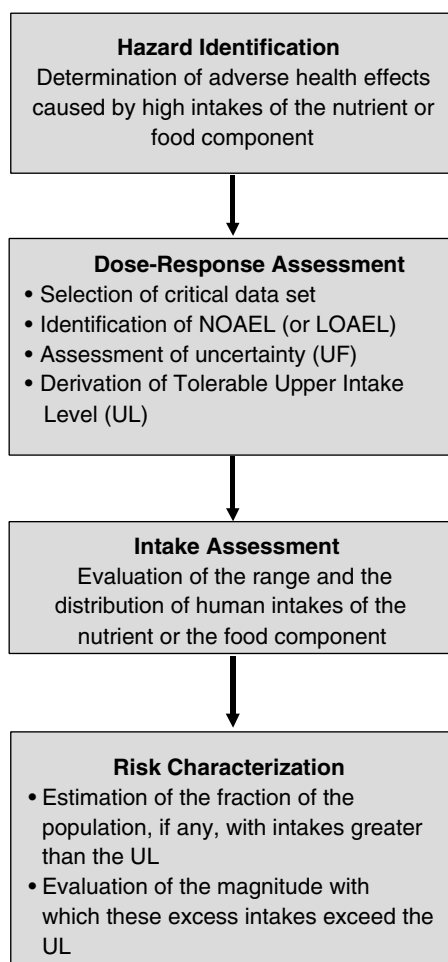 Hazard Identification
Determination of adverse health effects
caused by high intakes of the nutrient or
food component
Dose-Response Assessment
• Selection of critical data set
• Identification of NOAEL (or LOAEL)
• Assessment of uncertainty (UF)
• Derivation of Tolerable Upper Intake
Level (UL)
Intake Assessment
Evaluation of the range and the
distribution of human intakes of the
nutrient or the food component
Risk Characterization
• Estimation of the fraction of the
population, if any, with intakes greater
than the UL
• Evaluation of the magnitude with
which these excess intakes exceed the
UL